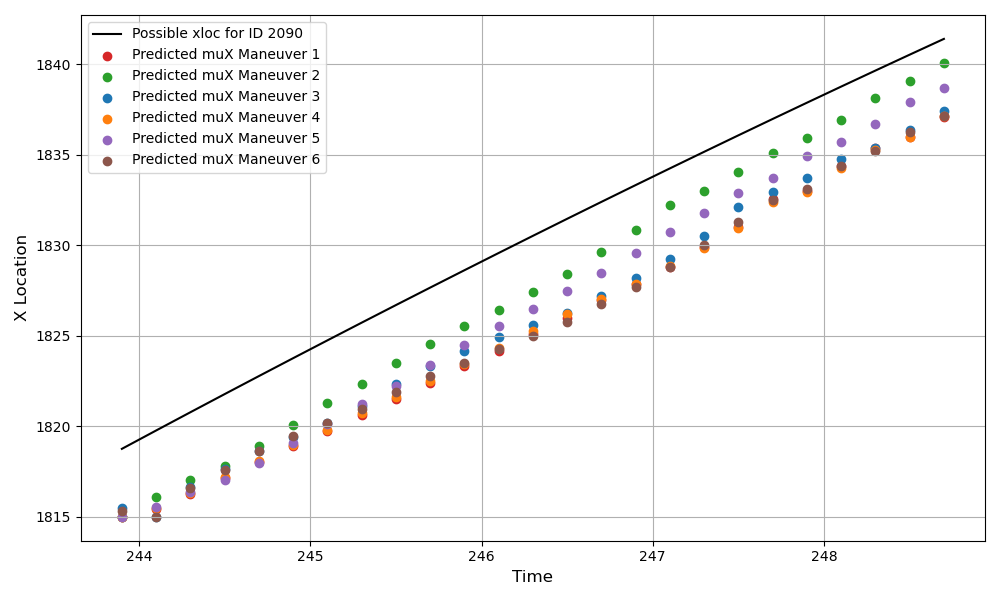 Possible xloc for ID 2090
Predicted muX Maneuver 1
Predicted muX Maneuver 2
Predicted muX Maneuver 3
Predicted muX Maneuver 4
Predicted muX Maneuver 5
Predicted muX Maneuver 6
1840
1835
1830
1825
1820
1815
X Location
244 245 246 247 248
Time